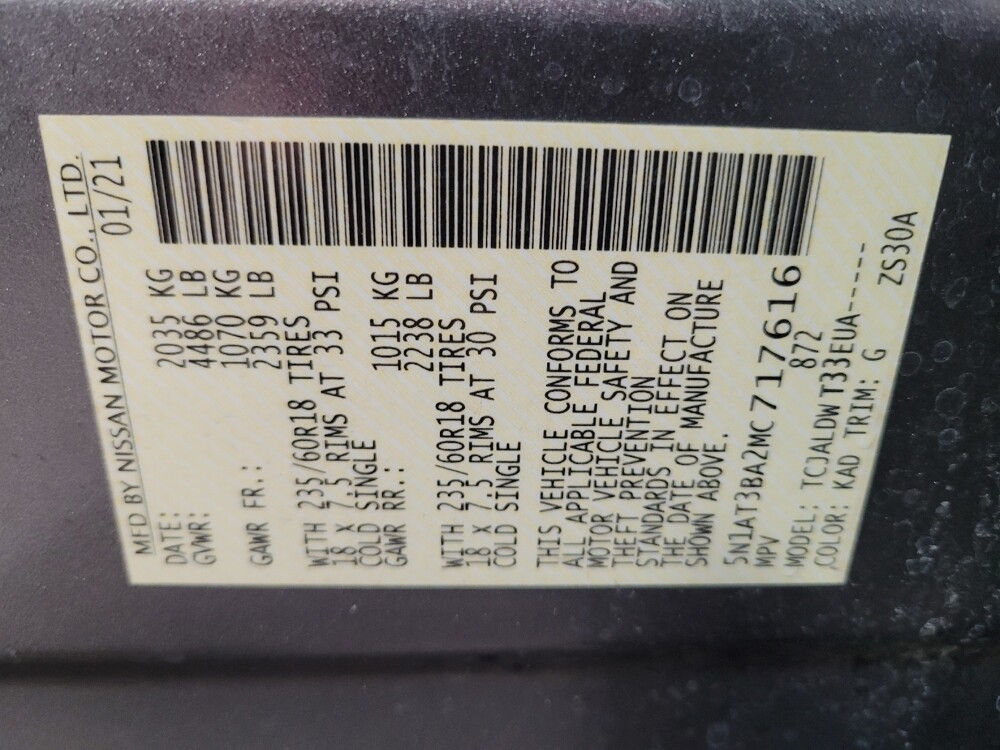 MFD BY NISSAN MOTOR CO., LTD.
DATE: 01/21
GVWR: 2035 KG
4486 LB
GAWR FR.: 1070 KG
2359 LB
WITH 235/60R18 TIRES
18 X 7.5 RIMS AT 33 PSI
COLD SINGLE
GAWR RR.: 1015 KG
2238 LB
WITH 235/60R18 TIRES
18 X 7.5 RIMS AT 30 PSI
COLD SINGLE
THIS VEHICLE CONFORMS TO
ALL APPLICABLE FEDERAL
MOTOR VEHICLE SAFETY AND
THEFT PREVENTION
STANDARDS IN EFFECT ON
THE DATE OF MANUFACTURE
SHOWN ABOVE.
5N1AT3BA2MC717616
MPV 872
MODEL: TCJALDWT33EUA-----
COLOR: KAD TRIM: G ZS30A